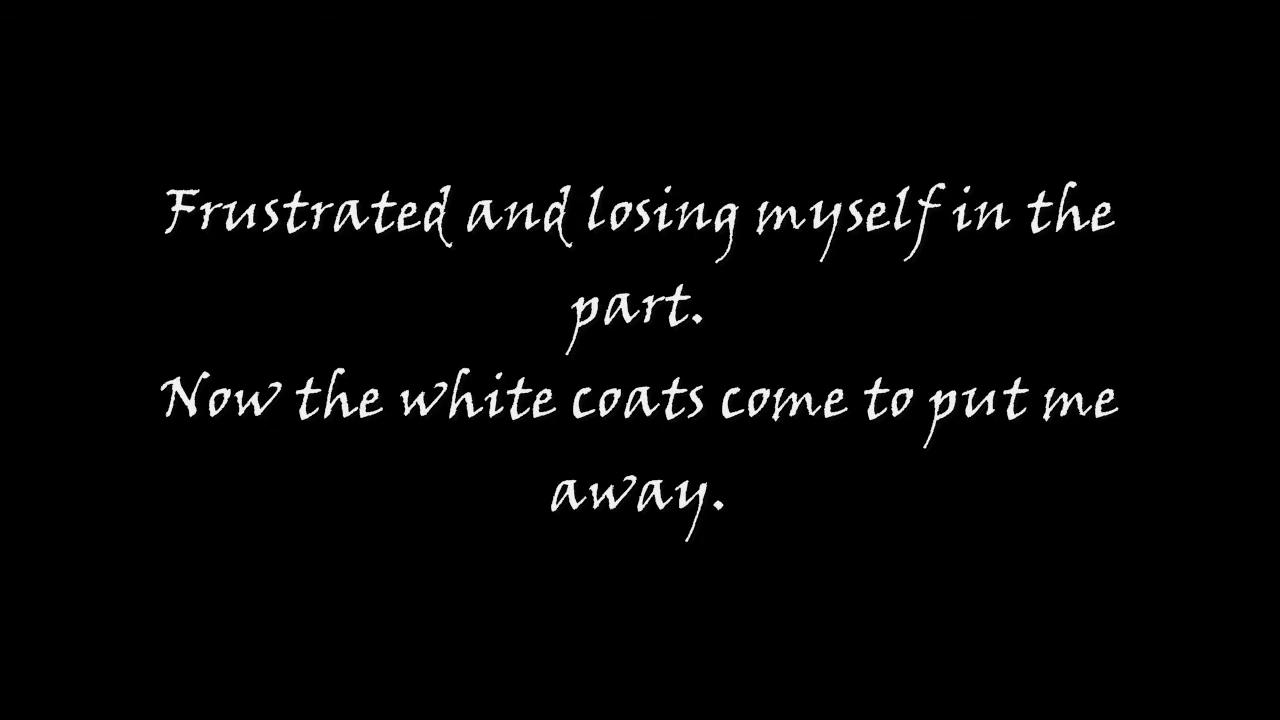 Frustrated and losing myself in the
part.
Now the white coats come to put me
away.